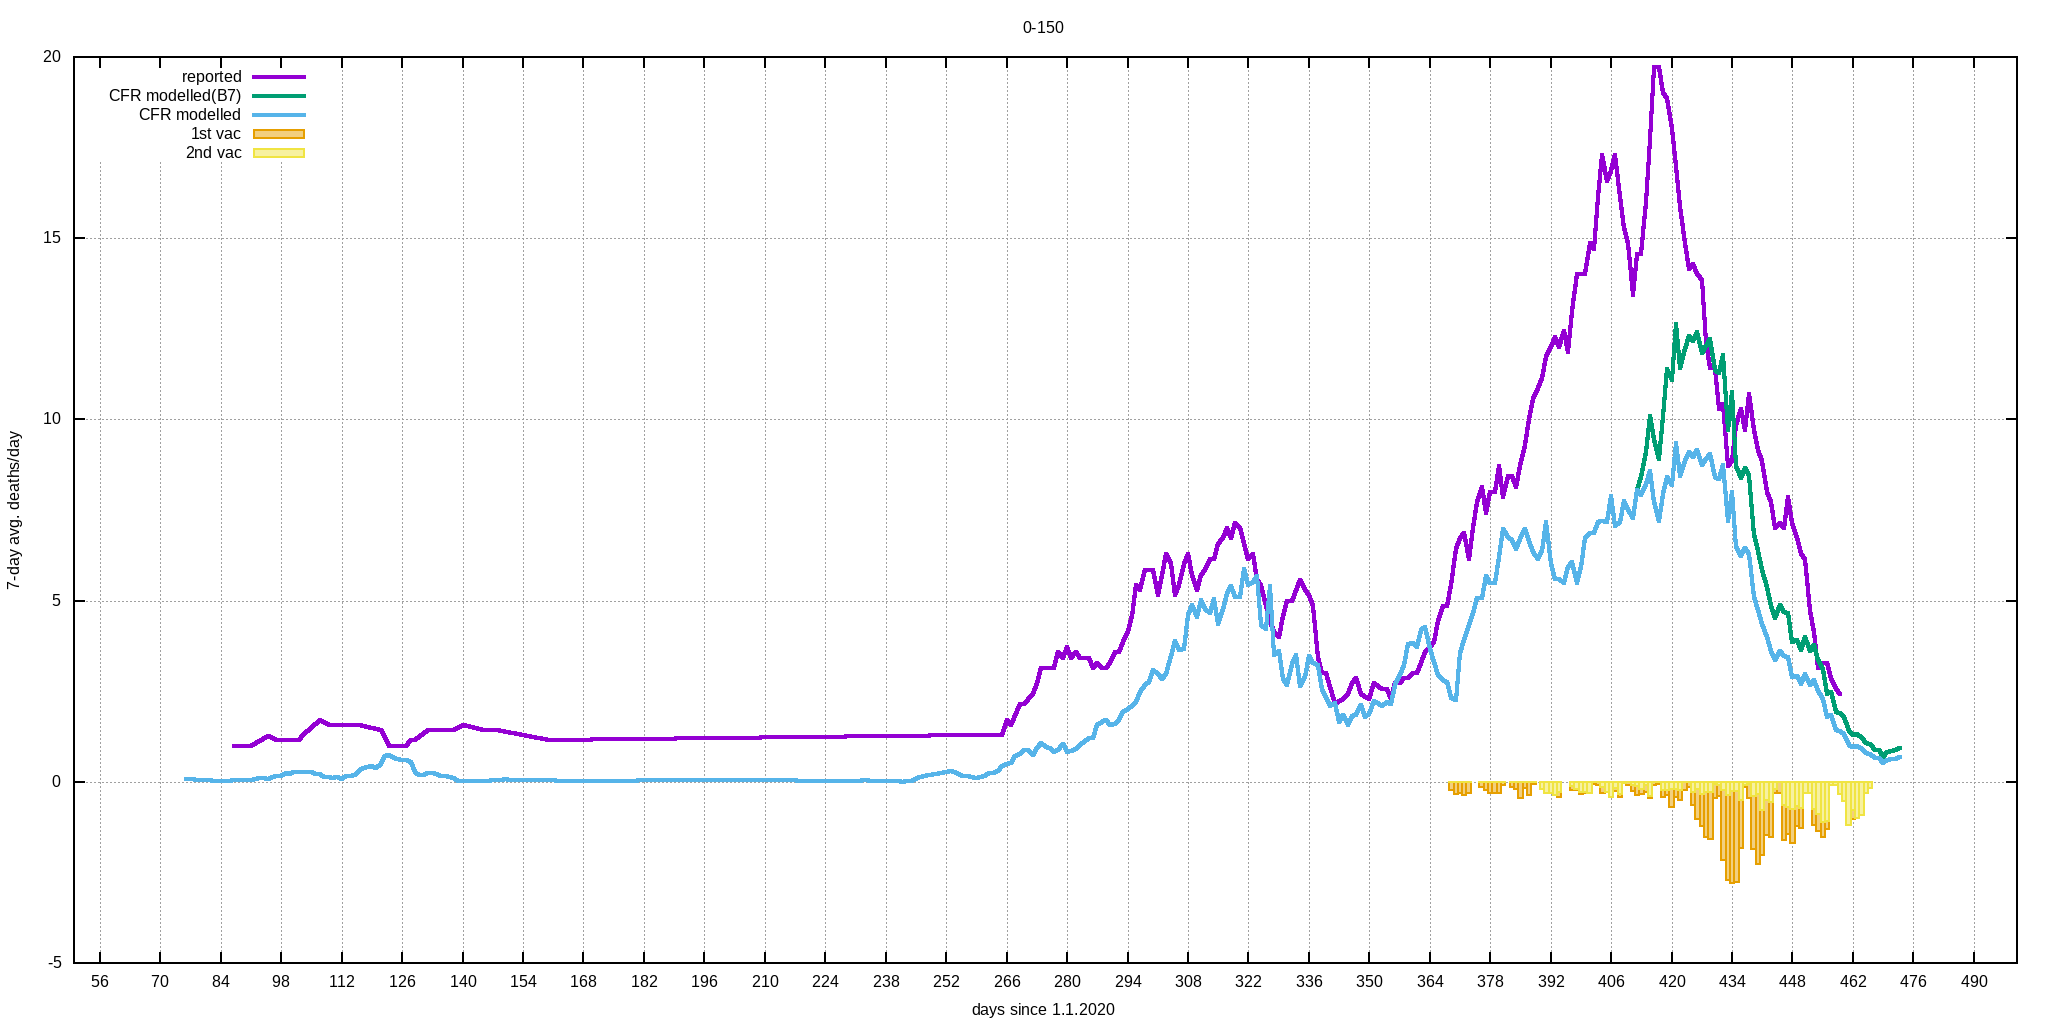 0-150
reported
CFR modelled(B7)
CFR modelled
1st vac
2nd vac
20
15
10
5
0
-5
7-day avg. deaths/day
56 70 84 98 112 126 140 154 168 182 196 210 224 238 252 266 280 294 308 322 336 350 364 378 392 406 420 434 448 462 476 490
days since 1.1.2020